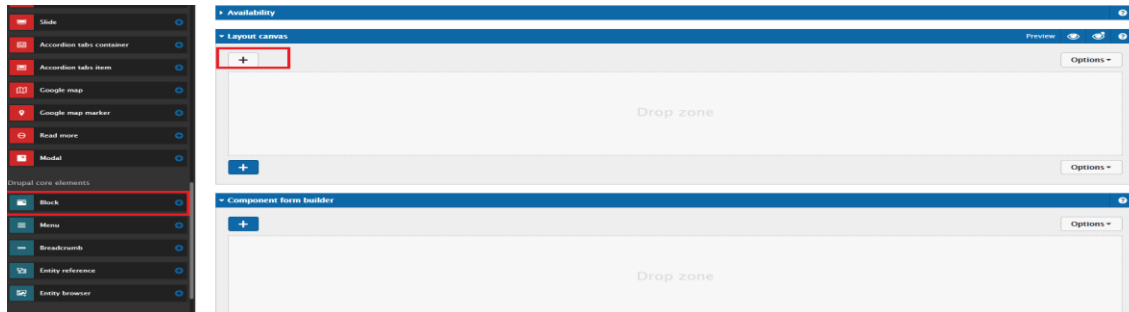 Slide
Accordion tabs container
Accordion tabs item
Google map
Google map marker
Read more
Modal
Drupal core elements
Block
Menu
Breadcrumb
Entity reference
Entity browser
Availability
Layout canvas Preview
Options
Drop zone
Options
Component form builder
Options
Drop zone